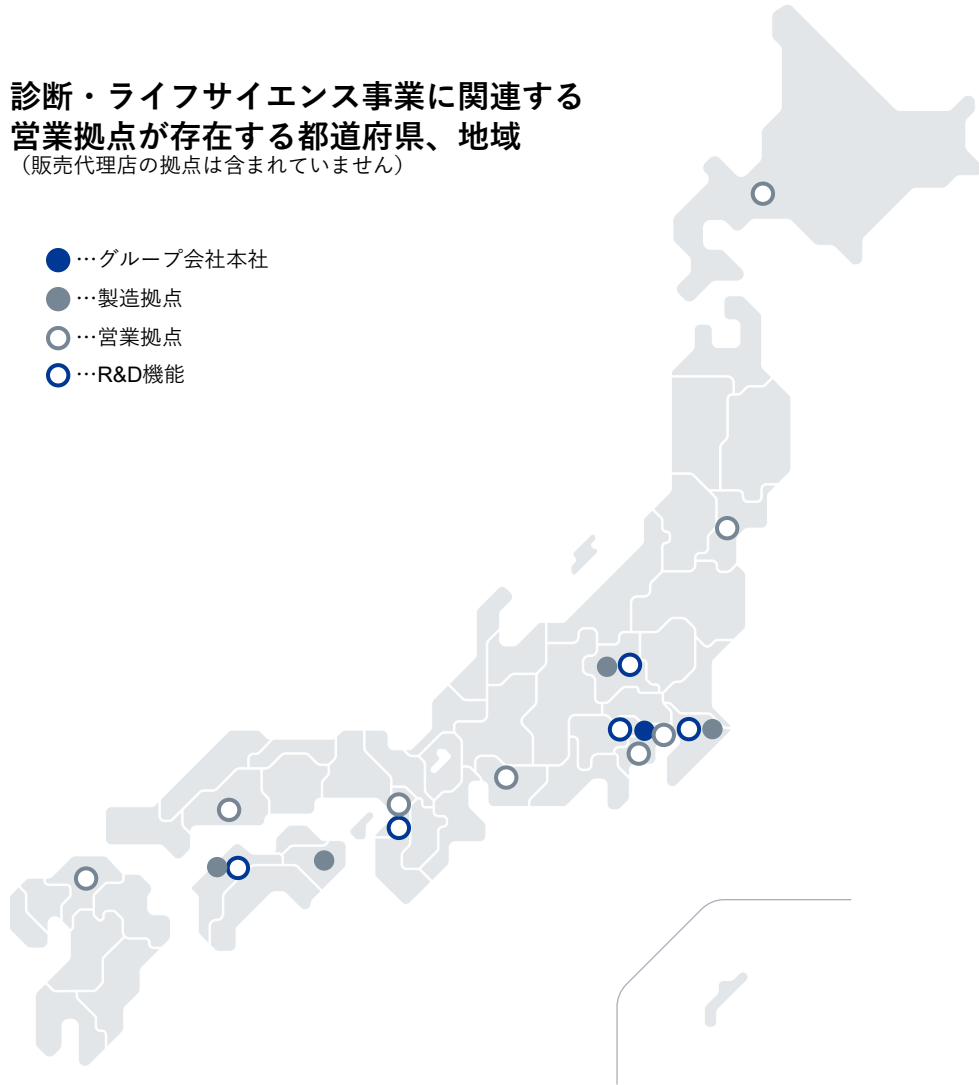 診断・ライフサイエンス事業に関連する
営業拠点が存在する都道府県、地域
（販売代理店の拠点は含まれていません）
…グループ会社本社
…製造拠点
…営業拠点
…R&D機能